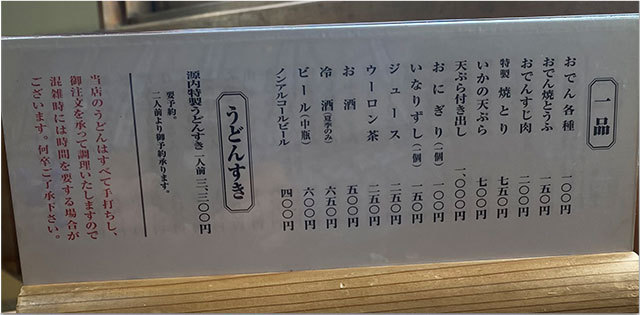 一品
おでん各種 一〇〇円
おでん焼とうふ 一五〇円
おでんすじ肉 二〇〇円
特製 焼とり 七五〇円
いかの天ぷら 七〇〇円
天ぷら付き出し 一、〇〇〇円
おにぎり(二個) 一〇〇円
いなりずし(二個) 一五〇円
ジュース 二五〇円
ウーロン茶 二五〇円
お酒 五〇〇円
冷酒(夏季のみ) 六五〇円
ビール(中瓶) 六〇〇円
ノンアルコールビール 四〇〇円
うどんすき
源内特製うどんすき二人前 三、三〇〇円
要予約。
二人前より御予約承ります。
当店のうどんはすべて手打ちし、
御注文を承って調理いたしますので
混雑時には時間を要する場合が
ございます。何卒ご了承下さい。